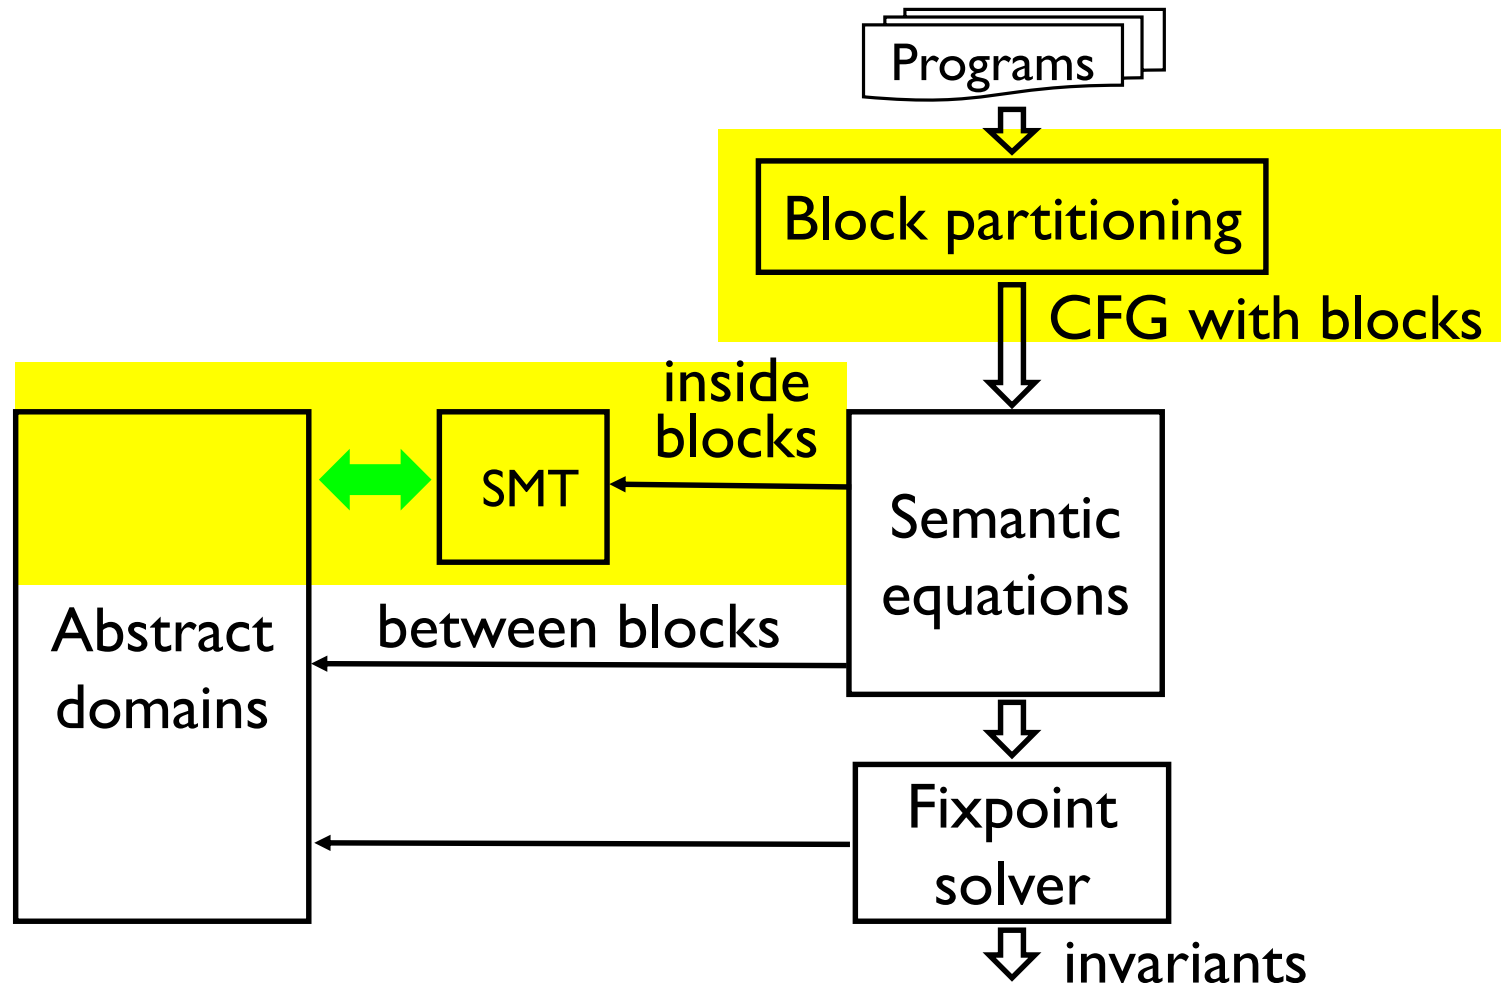 Programs
Block partitioning
CFG with blocks
inside
blocks
SMT
Semantic
equations
between blocks
Abstract
domains
Fixpoint
solver
invariants